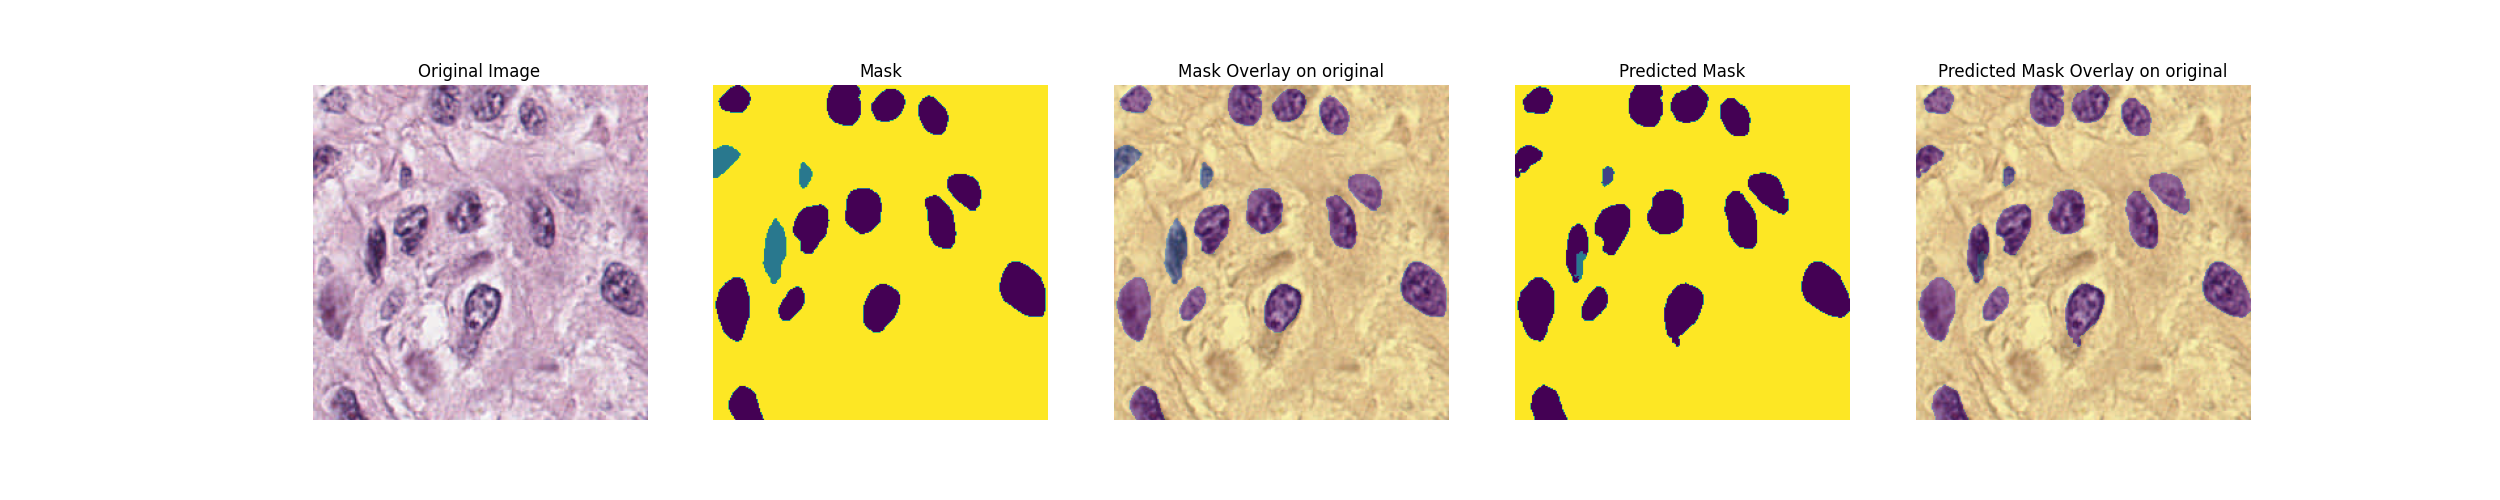 Original Image
Mask
Mask Overlay on original
Predicted Mask
Predicted Mask Overlay on original